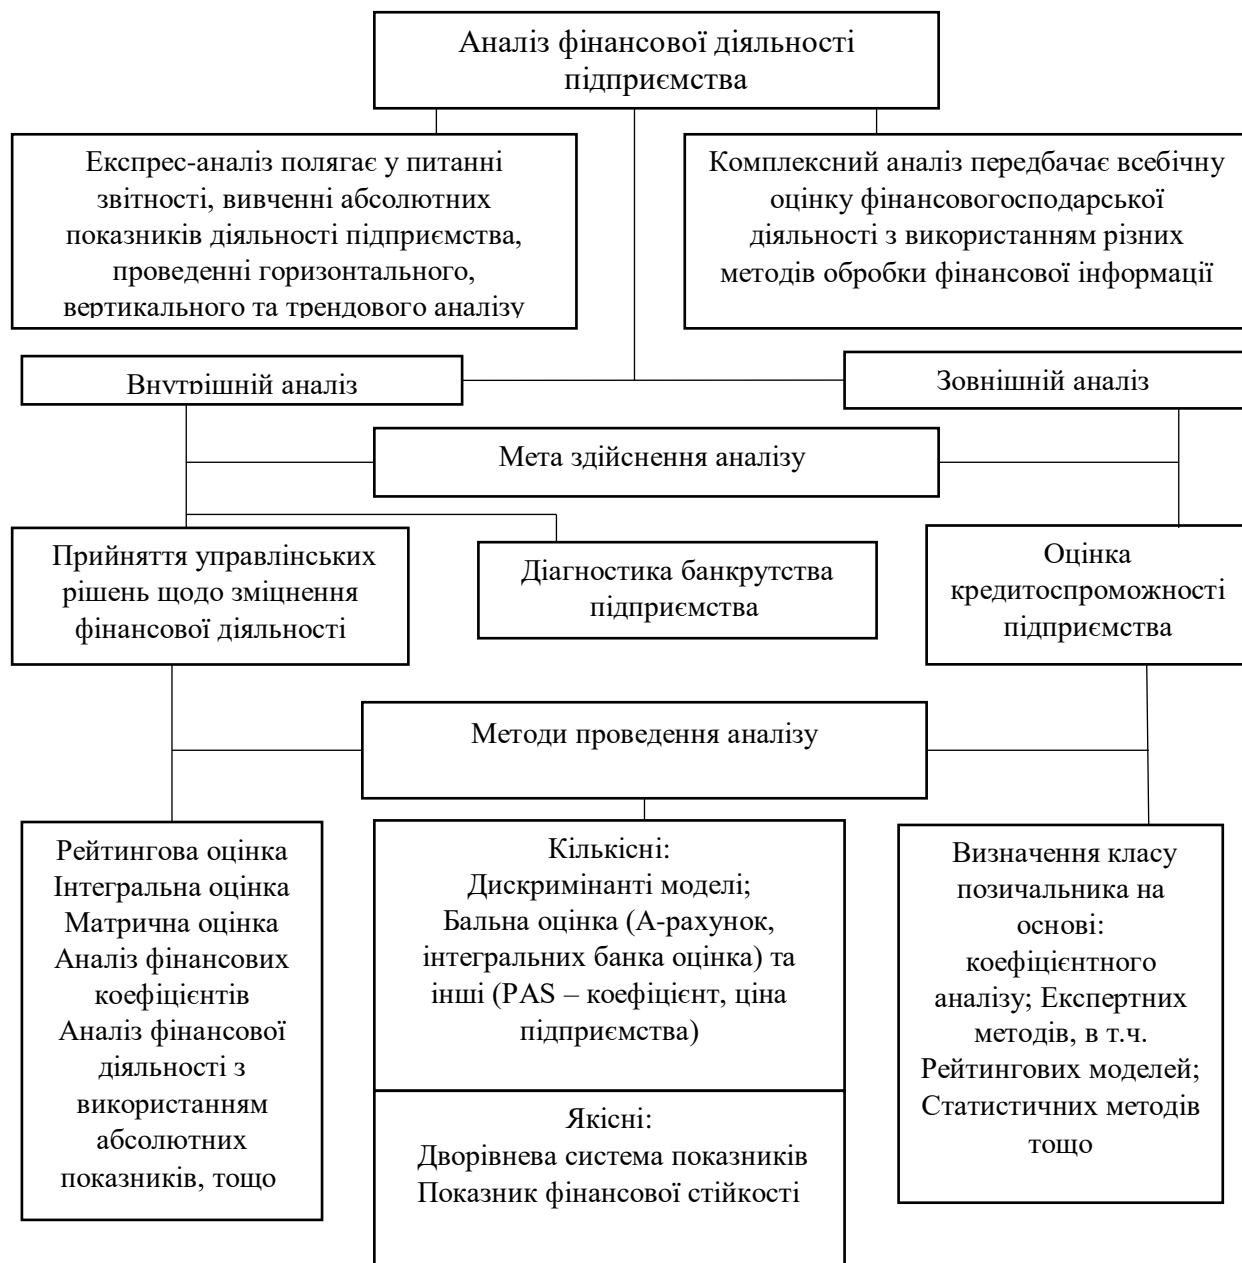 Аналіз фінансової діяльності
підприємства
Експрес-аналіз полягає у питанні
звітності, вивченні абсолютних
показників діяльності підприємства,
проведенні горизонтального,
вертикального та трендового аналізу
Комплексний аналіз передбачає всебічну
оцінку фінансовогосподарської
діяльності з використанням різних
методів обробки фінансової інформації
Внутрішній аналіз
Зовнішній аналіз
Мета здійснення аналізу
Прийняття управлінських
рішень щодо зміцнення
фінансової діяльності
Діагностика банкрутства
підприємства
Оцінка
кредитоспроможності
підприємства
Методи проведення аналізу
Рейтингова оцінка
Інтегральна оцінка
Матрична оцінка
Аналіз фінансових
коефіцієнтів
Аналіз фінансової
діяльності з
використанням
абсолютних
показників, тощо
Кількісні:
Дискримінанті моделі;
Бальна оцінка (А-рахунок,
інтегральних банка оцінка) та
інші (PAS – коефіцієнт, ціна
підприємства)
Якісні:
Дворівнева система показників
Показник фінансової стійкості
Визначення класу
позичальника на
основі:
коефіцієнтного
аналізу; Експертних
методів, в т.ч.
Рейтингових моделей;
Статистичних методів
тощо